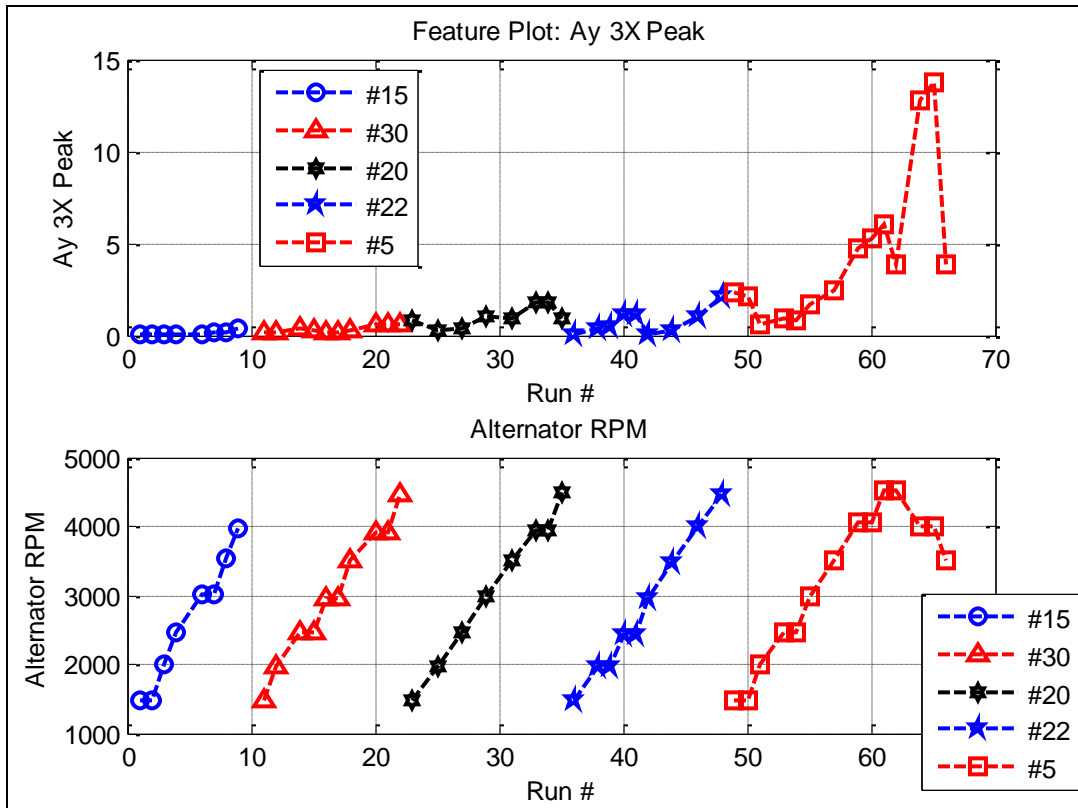 Feature Plot: Ay 3X Peak
15
10
5
0
Ay 3X Peak
#15
#30
#20
#22
#5
0 10 20 30 40 50 60 70
Run #
Alternator RPM
5000
4000
3000
2000
1000
Alternator RPM
0 10 20 30 40 50 60
Run #
#15
#30
#20
#22
#5